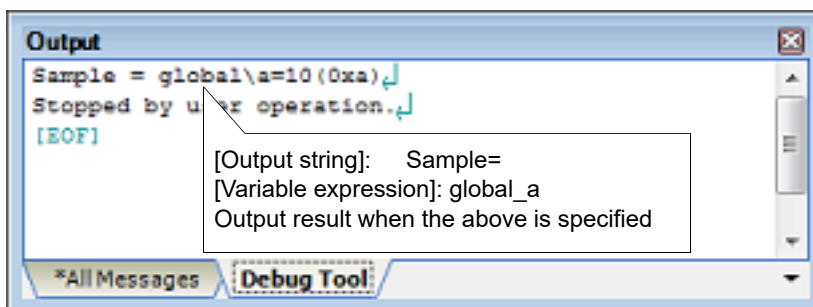 Output
Sample = global\a=10(0xa)↲
Stopped by user operation.↲
[EOF]
[Output string]: Sample=
[Variable expression]: global_a
Output result when the above is specified
*All Messages Debug Tool